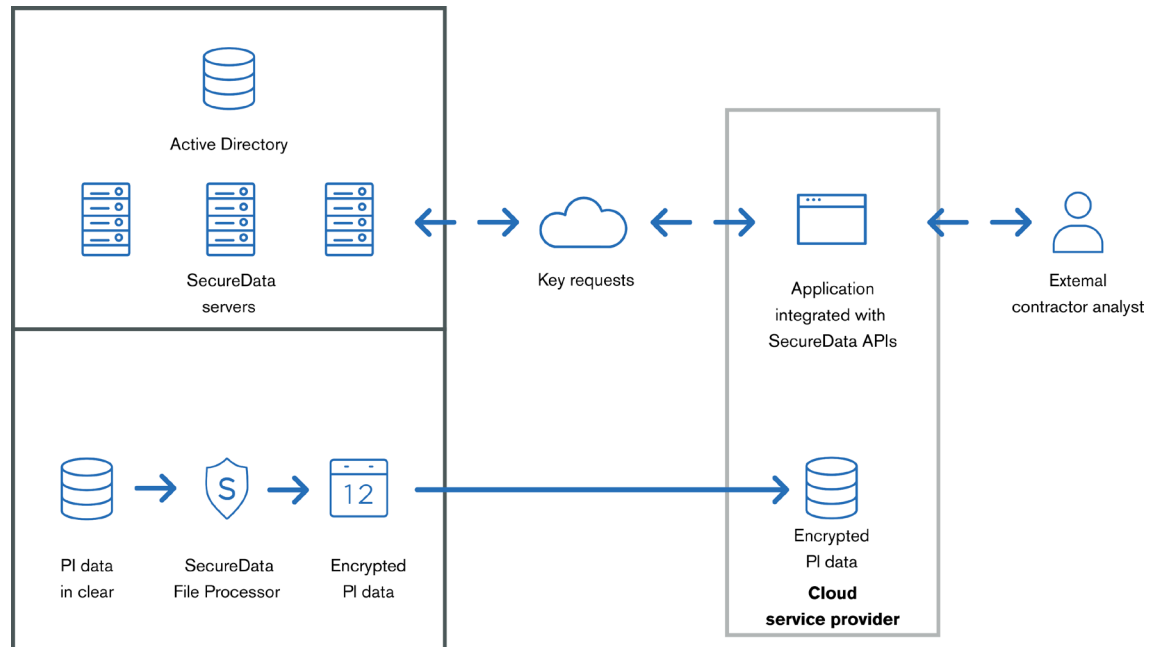 Active Directory
SecureData
servers
Key requests
Application
integrated with
SecureData APIs
External
contractor analyst
S
12
PI data
in clear
SecureData
File Processor
Encrypted
PI data
Encrypted
PI data
Cloud
service provider